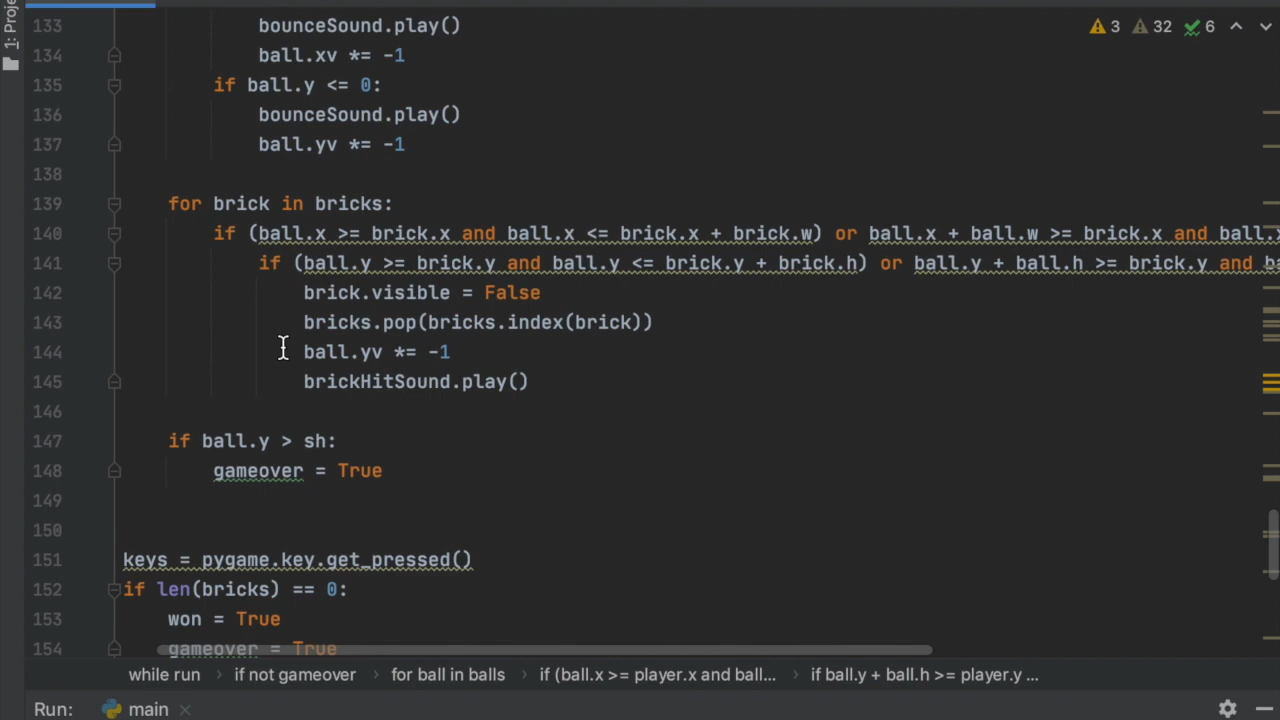 1: Proje
3 32 6
133 bounceSound.play()
134 ball.xv *= -1
135 if ball.y <= 0:
136 bounceSound.play()
137 ball.yv *= -1
138
139 for brick in bricks:
140 if (ball.x >= brick.x and ball.x <= brick.x + brick.w) or ball.x + ball.w >= brick.x and ball.x
141 if (ball.y >= brick.y and ball.y <= brick.y + brick.h) or ball.y + ball.h >= brick.y and ba
142 brick.visible = False
143 bricks.pop(bricks.index(brick))
144 ball.yv *= -1
145 brickHitSound.play()
146
147 if ball.y > sh:
148 gameover = True
149
150
151 keys = pygame.key.get_pressed()
152 if len(bricks) == 0:
153 won = True
154 gameover = True
while run › if not gameover › for ball in balls › if (ball.x >= player.x and ball... › if ball.y + ball.h >= player.y ...
Run: main ×